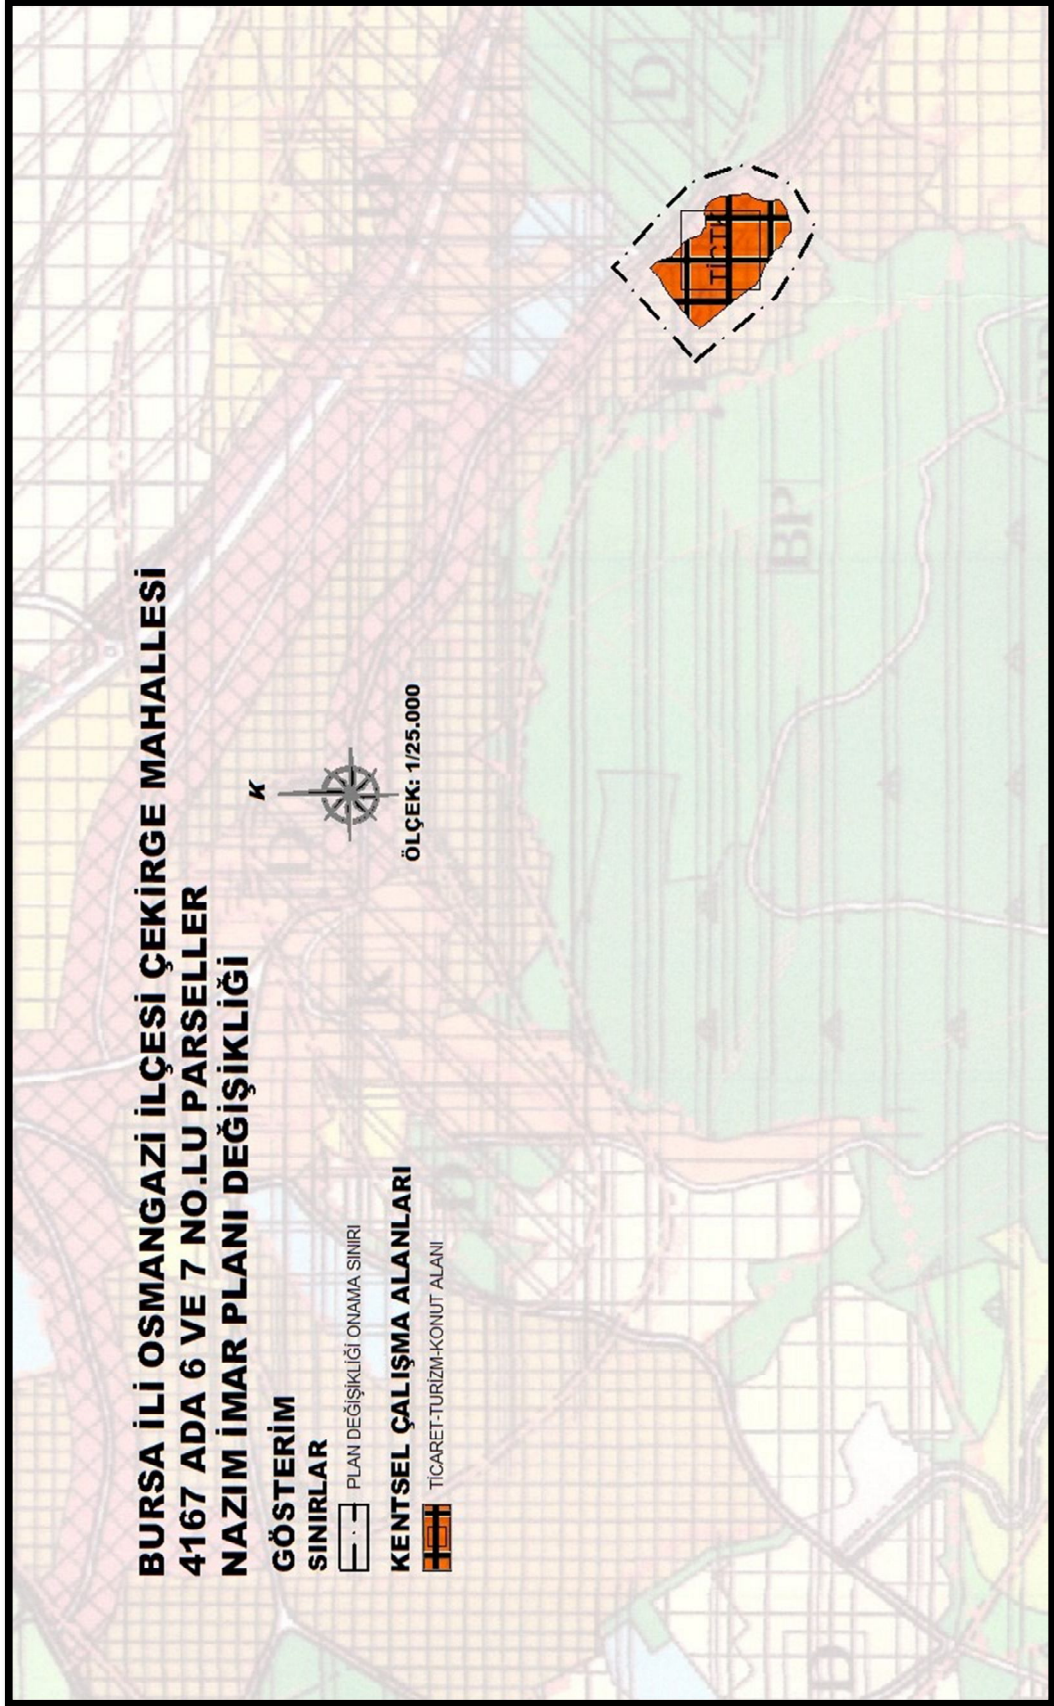 BURSA İLİ OSMANGAZİ İLÇESİ ÇEKİRGE MAHALLESİ
4167 ADA 6 VE 7 NO.LU PARSELLER
NAZIM İMAR PLANI DEĞİŞİKLİĞİ
K
ÖLÇEK: 1/25.000
GÖSTERİM
SINIRLAR
PLAN DEĞİŞİKLİĞİ ONAMA SINIRI
KENTSEL ÇALIŞMA ALANLARI
TİCARET-TURİZM-KONUT ALANI
TİCTK
BP
D
D
D
D
K